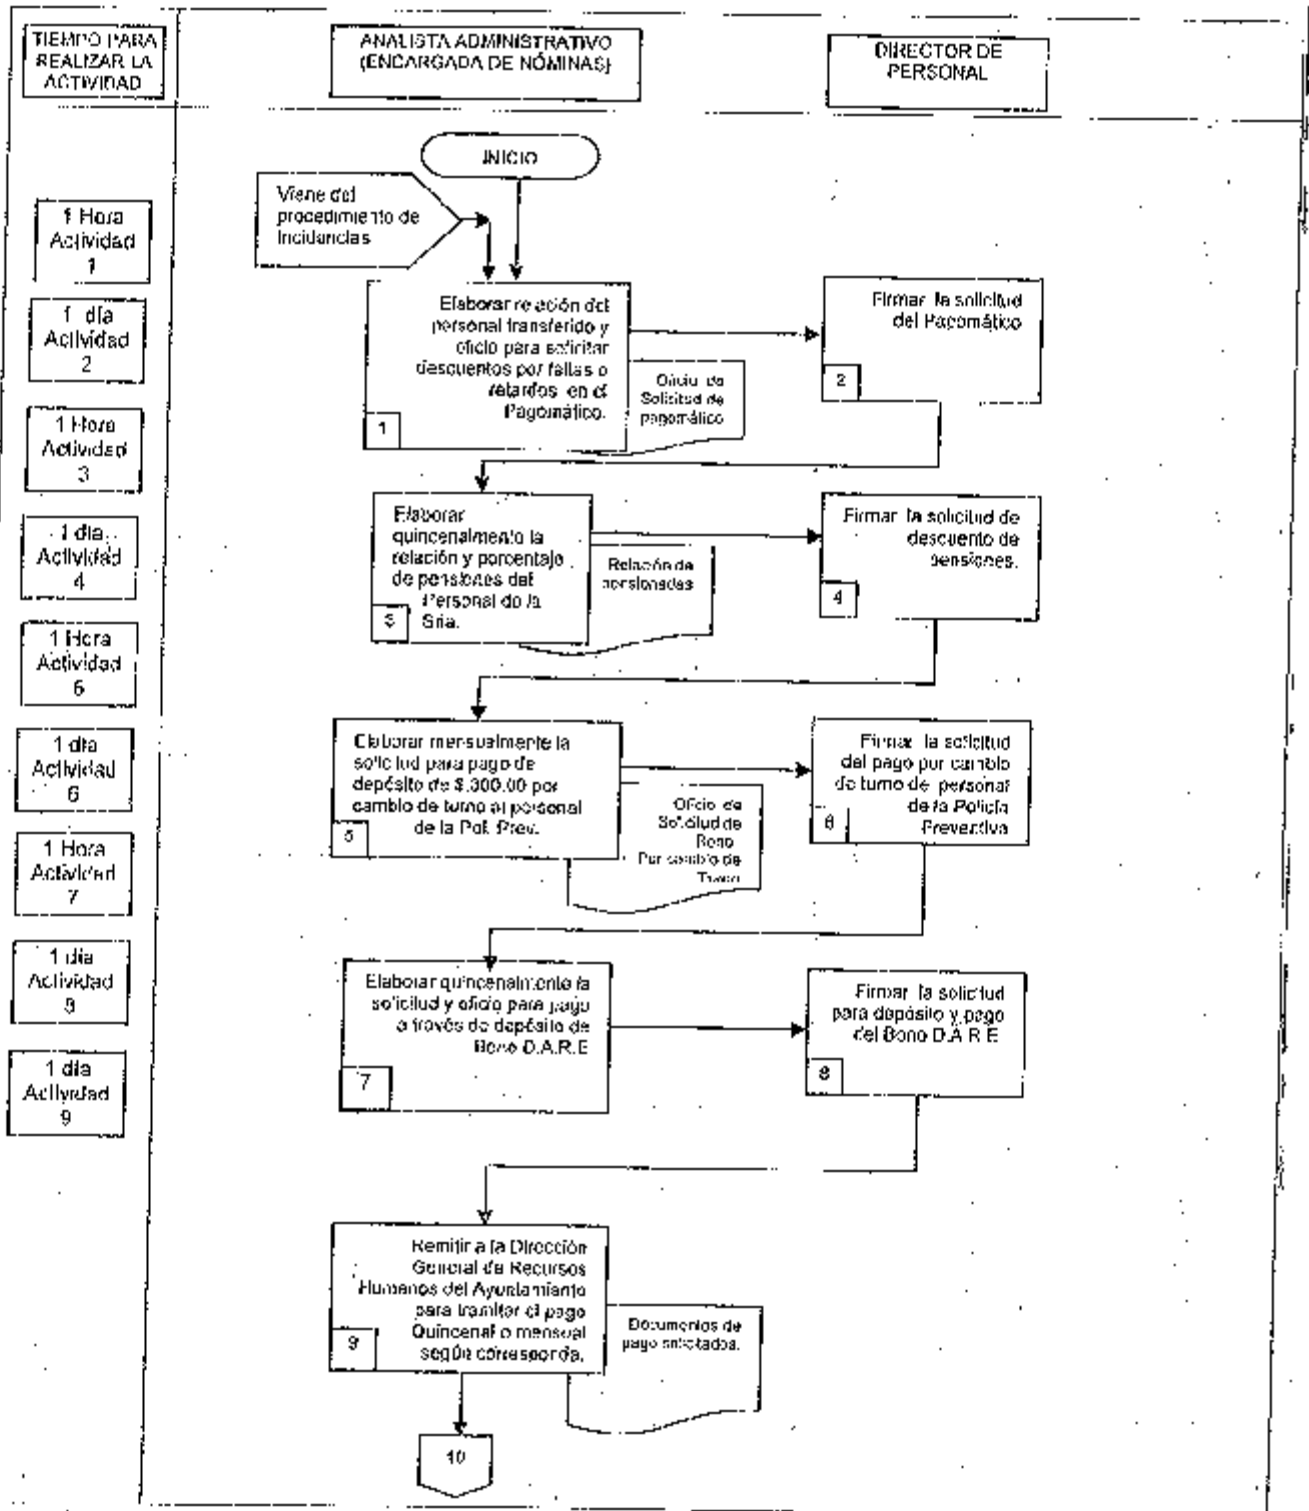 TIEMPO PARA
REALIZAR LA
ACTIVIDAD
ANALISTA ADMINISTRATIVO
(ENCARGADA DE NÓMINAS)
DIRECTOR DE
PERSONAL
INICIO
Viene del
procedimiento de
Incidencias
1 Hora
Actividad
1
1 día
Actividad
2
1 Hora
Actividad
3
1 día
Actividad
4
1 Hora
Actividad
5
1 día
Actividad
6
1 Hora
Actividad
7
1 día
Actividad
8
1 día
Actividad
9
Elaborar relación del
personal transferido y
oficio para solicitar
descuentos por faltas o
retardos en el
Pagomático.
1
Oficio de
Solicitud de
pagomático
Firmar la solicitud
del Pagomático
2
Elaborar
quincenalmente la
relación y porcentaje
de pensiones del
Personal de la
Sria.
3
Relación de
pensionadas
Firmar la solicitud de
descuento de
pensiones.
4
Elaborar mensualmente la
solicitud para pago de
depósito de $.300.00 por
cambio de turno al personal
de la Pol. Prev.
5
Oficio de
Solicitud de
Bono
Por cambio de
Turno
Firmar la solicitud
del pago por cambio
de turno del personal
de la Policía
Preventiva
6
Elaborar quincenalmente la
solicitud y oficio para pago
a través de depósito de
Bono D.A.R.E
7
Firmar la solicitud
para depósito y pago
del Bono D.A.R.E
8
Remitir a la Dirección
General de Recursos
Humanos del Ayuntamiento
para tramitar el pago
Quincenal o mensual
según corresponda.
9
Documentos de
pago solicitados.
10